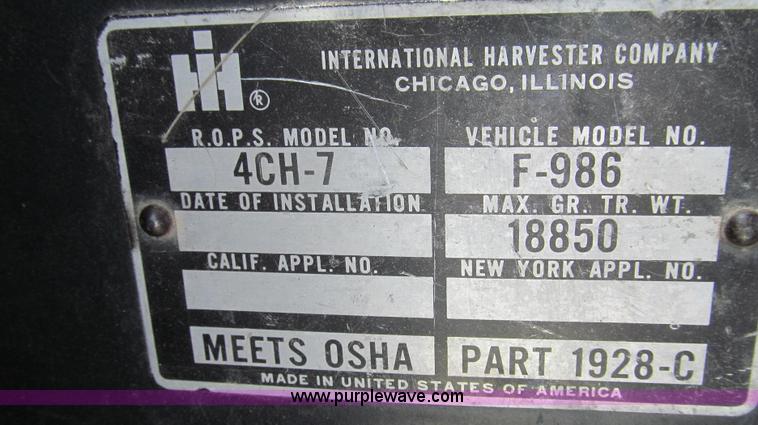 IH ®
INTERNATIONAL HARVESTER COMPANY
CHICAGO, ILLINOIS
R.O.P.S. MODEL NO. VEHICLE MODEL NO.
4CH-7 F-986
DATE OF INSTALLATION MAX. GR. TR. WT.
18850
CALIF. APPL. NO. NEW YORK APPL. NO.
MEETS OSHA PART 1928-C
MADE IN UNITED STATES OF AMERICA
www.purplewave.com